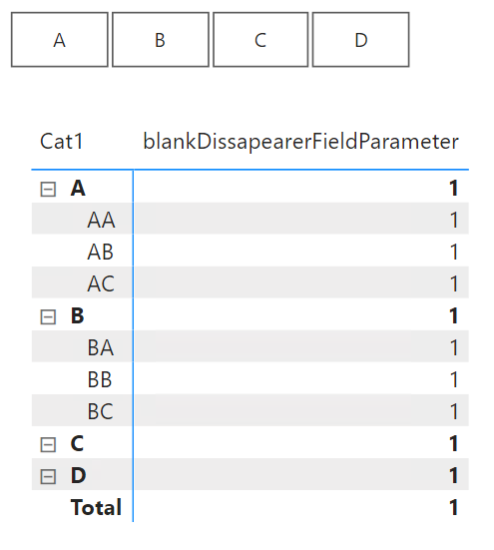 A B C D
Cat1 blankDissapearerFieldParameter
A 1
AA 1
AB 1
AC 1
B 1
BA 1
BB 1
BC 1
C 1
D 1
Total 1